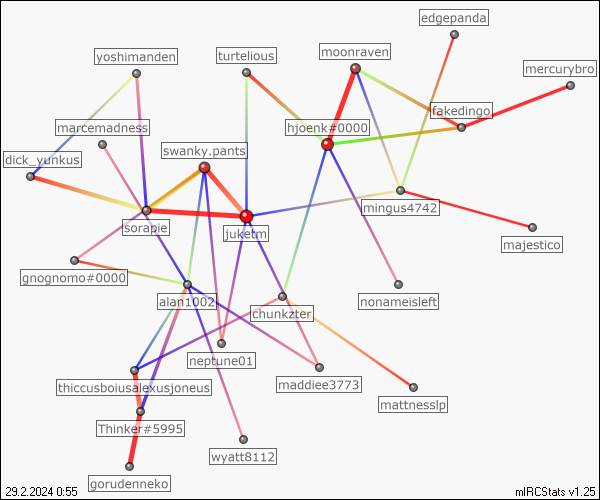 edgepanda
yoshimanden
turtelious
moonraven
mercurybro
fakedingo
marcemadness
hjoenk#0000
swanky.pants
dick_yunkus
mingus4742
sorapie
juketm
majestico
gnognomo#0000
alan1002
nonameisleft
chunkzter
neptune01
maddiee3773
thiccusboiusalexusjoneus
mattnesslp
Thinker#5995
wyatt8112
gorudenneko
29.2.2024 0:55
mIRCStats v1.25